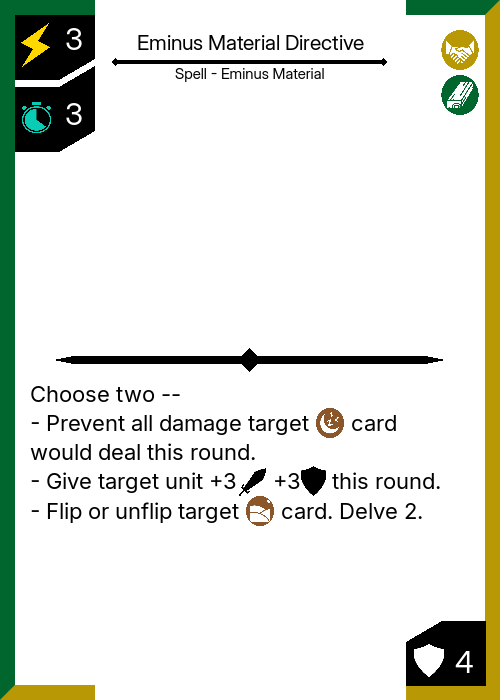 3
Eminus Material Directive
Spell - Eminus Material
3
Choose two --
- Prevent all damage target card
would deal this round.
- Give target unit +3 +3 this round.
- Flip or unflip target card. Delve 2.
4